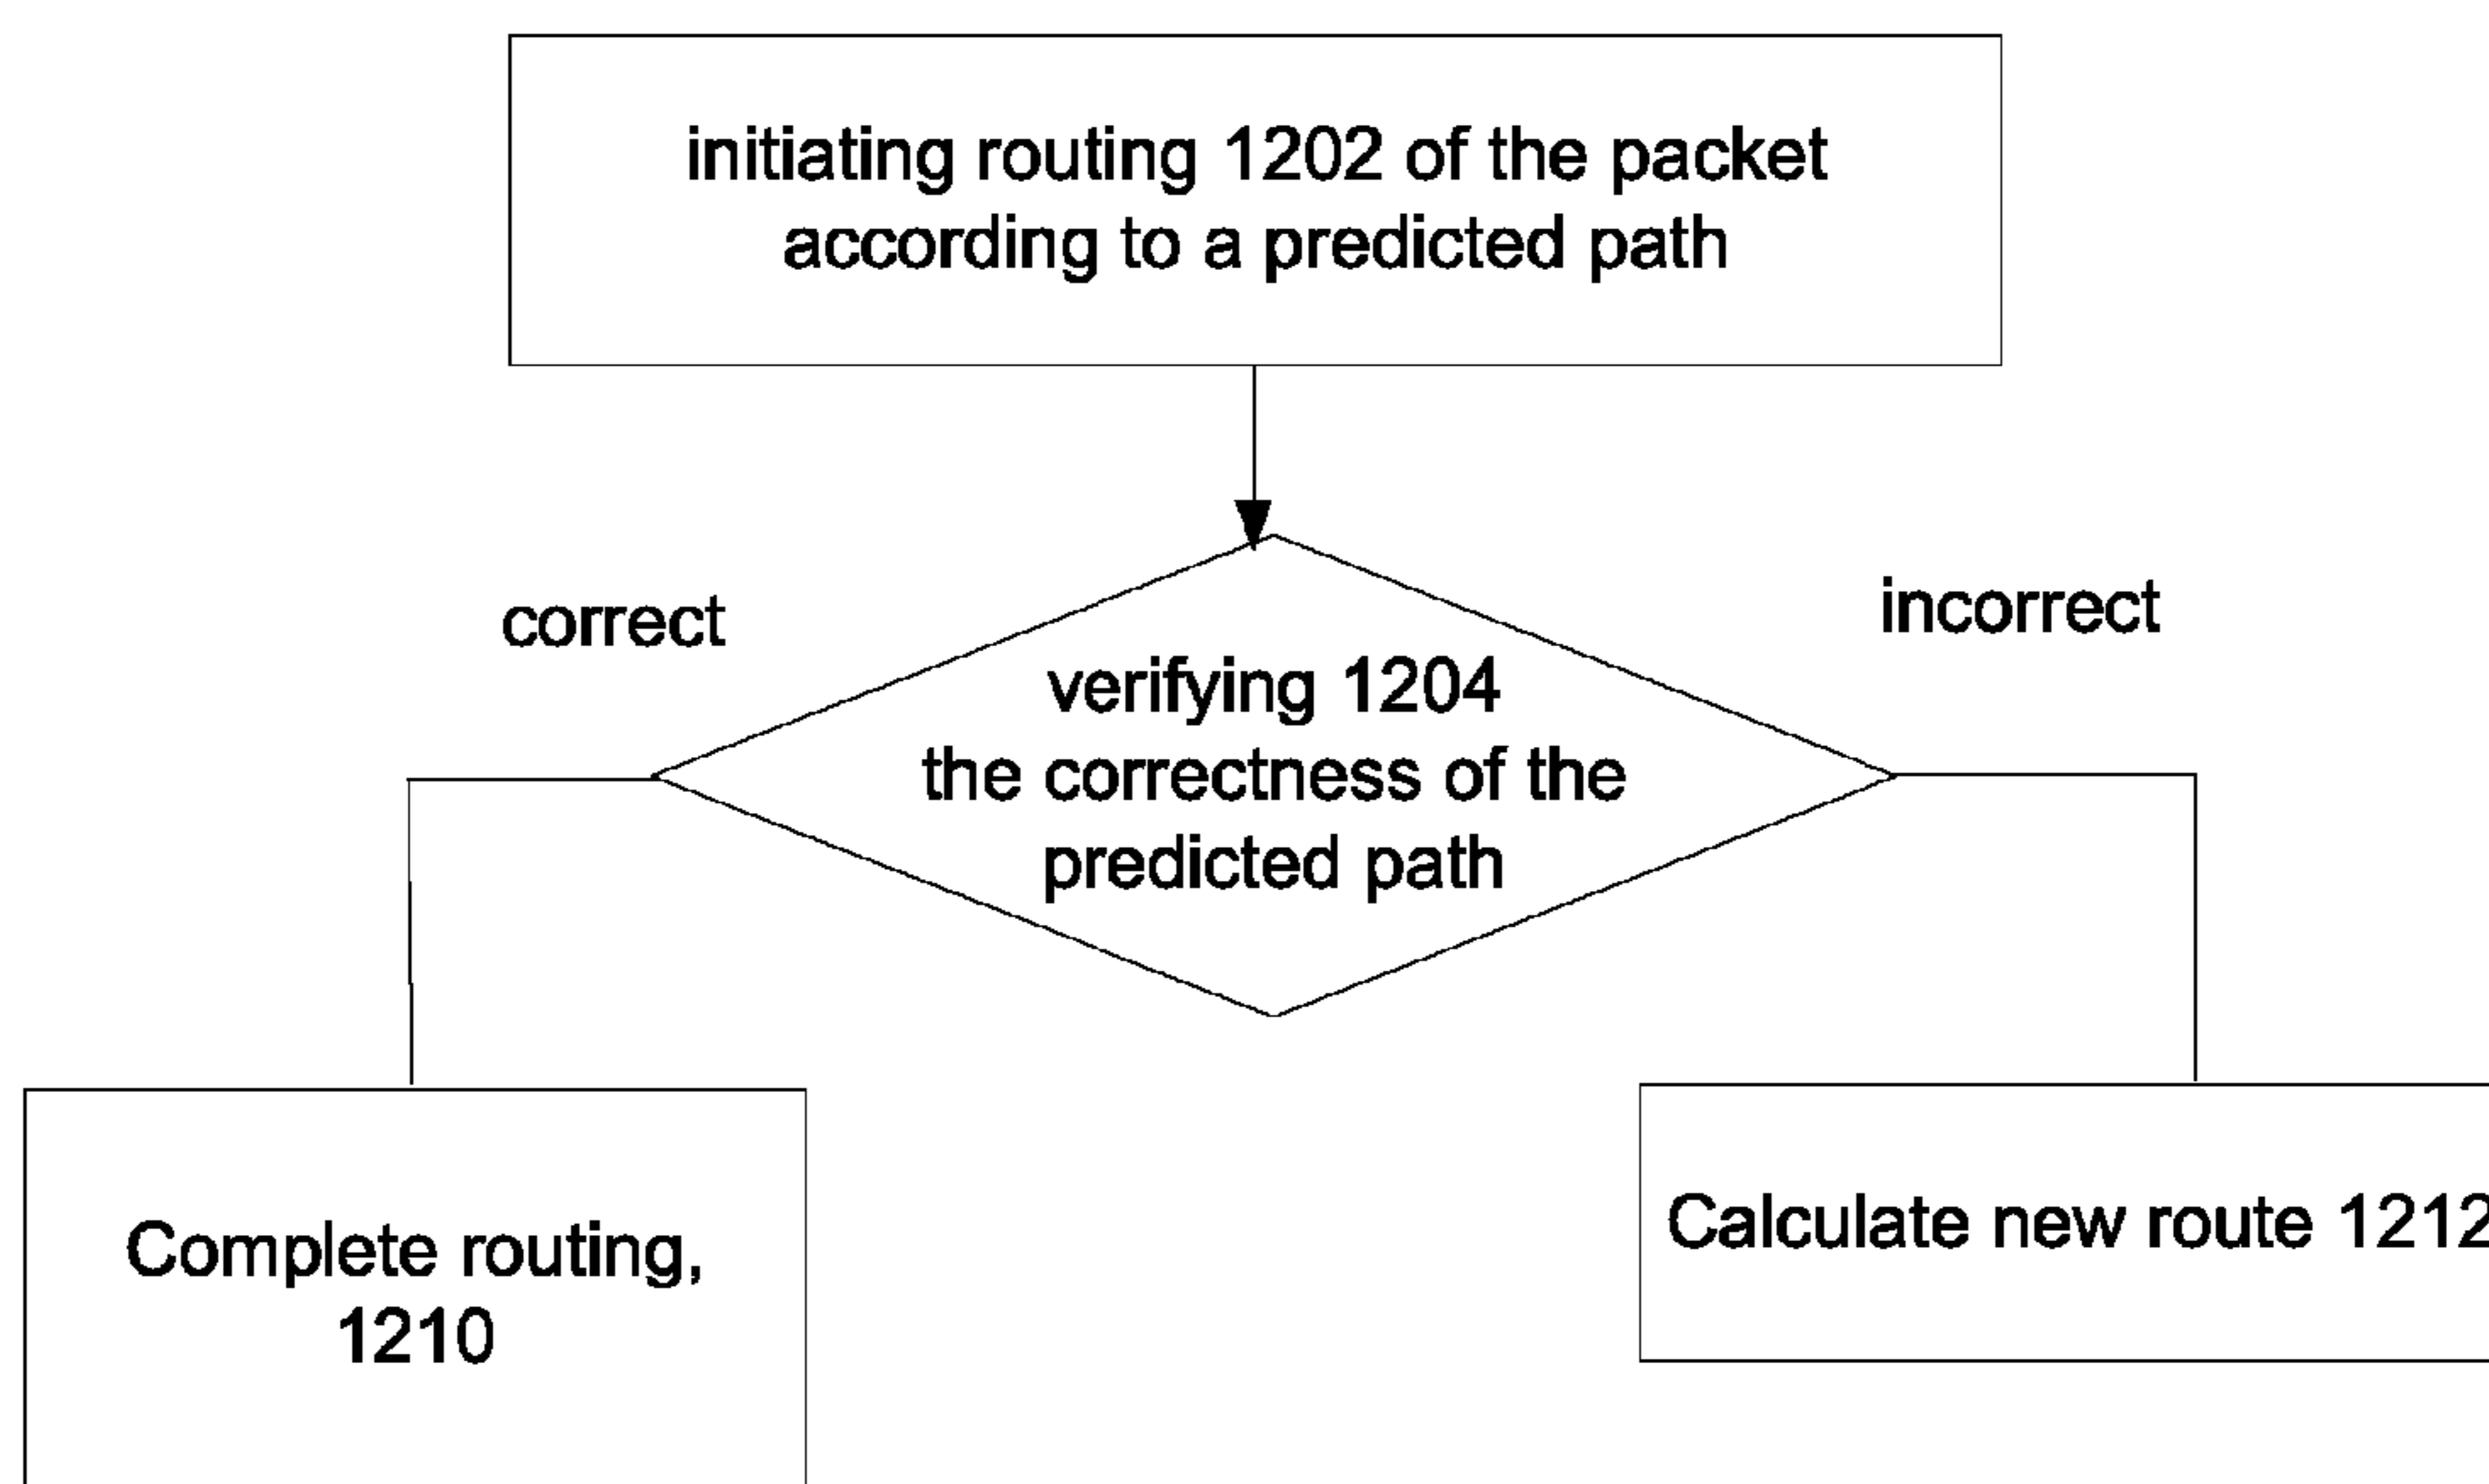 initiating routing 1202 of the packet
according to a predicted path
correct
incorrect
verifying 1204
the correctness of the
predicted path
Complete routing,
1210
Calculate new route 1212